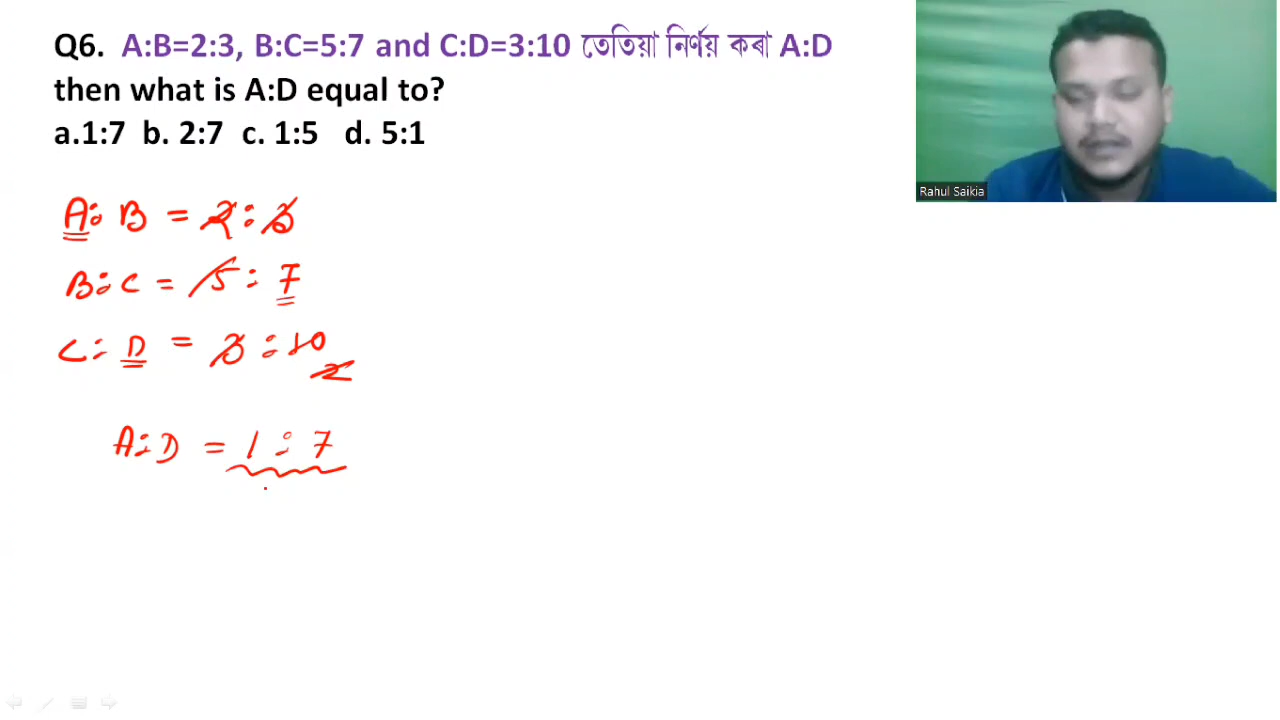 Q6. A:B=2:3, B:C=5:7 and C:D=3:10 তেতিয়া নিৰ্ণয় কৰা A:D
then what is A:D equal to?
a.1:7 b. 2:7 c. 1:5 d. 5:1
Rahul Saikia
A:B = 2:3
B:C = 5:7
C:D = 3:10
2
A:D = 1:7